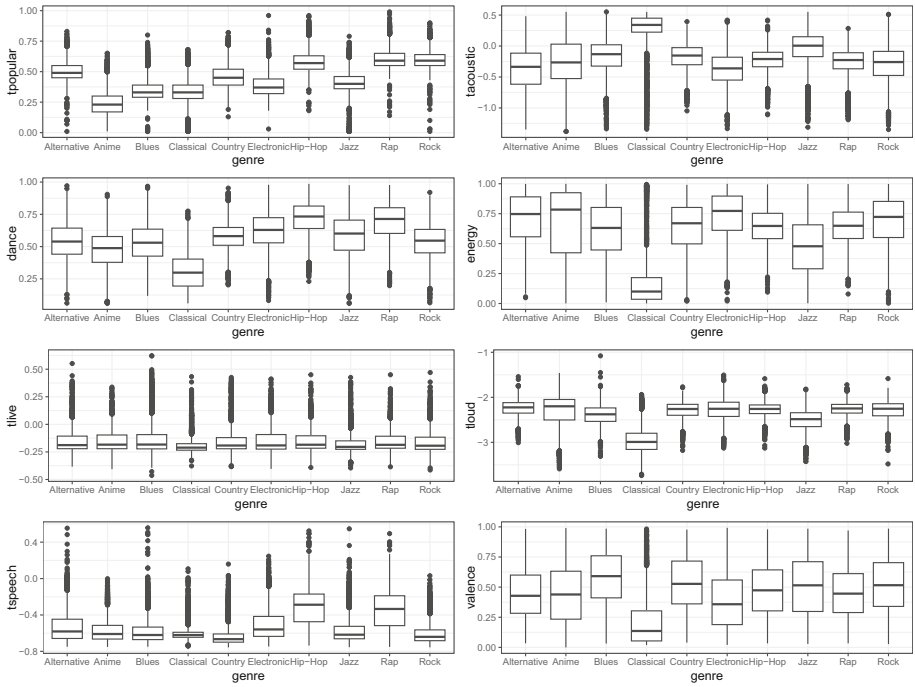 1.00
0.75
0.50
0.25
0.00
tpopular
Alternative Anime Blues Classical Country Electronic Hip−Hop Jazz Rap Rock
genre
0.5
0.0
−0.5
−1.0
tacoustic
Alternative Anime Blues Classical Country Electronic Hip−Hop Jazz Rap Rock
genre
1.00
0.75
0.50
0.25
dance
Alternative Anime Blues Classical Country Electronic Hip−Hop Jazz Rap Rock
genre
1.00
0.75
0.50
0.25
0.00
energy
Alternative Anime Blues Classical Country Electronic Hip−Hop Jazz Rap Rock
genre
0.50
0.25
0.00
−0.25
−0.50
tlive
Alternative Anime Blues Classical Country Electronic Hip−Hop Jazz Rap Rock
genre
−1
−2
−3
tloud
Alternative Anime Blues Classical Country Electronic Hip−Hop Jazz Rap Rock
genre
0.4
0.0
−0.4
−0.8
tspeech
Alternative Anime Blues Classical Country Electronic Hip−Hop Jazz Rap Rock
genre
1.00
0.75
0.50
0.25
0.00
valence
Alternative Anime Blues Classical Country Electronic Hip−Hop Jazz Rap Rock
genre